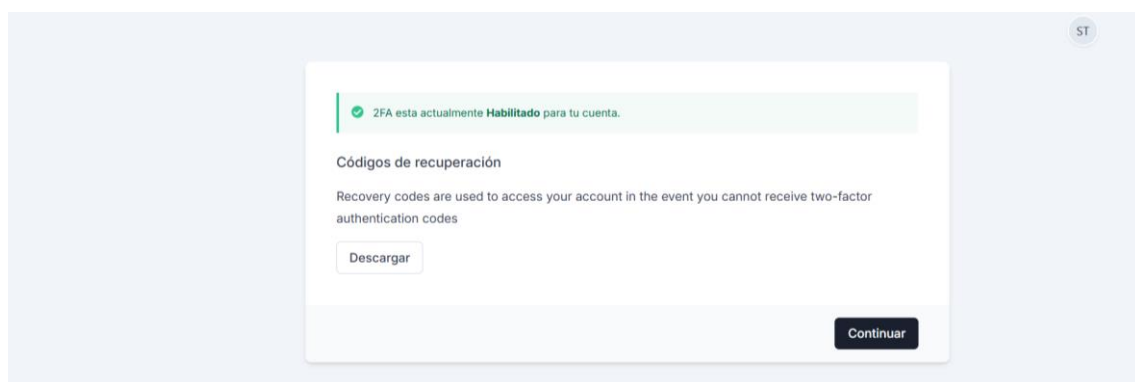 ST
2FA esta actualmente Habilitado para tu cuenta.
Códigos de recuperación
Recovery codes are used to access your account in the event you cannot receive two-factor
authentication codes
Descargar
Continuar